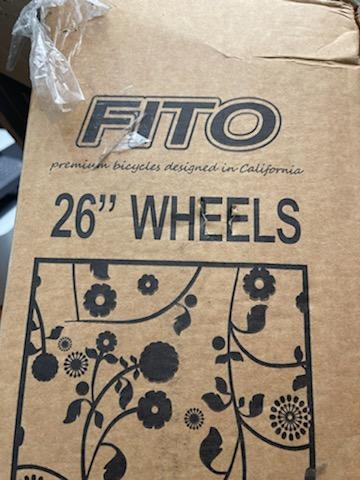 FITO
premium bicycles designed in California
26" WHEELS